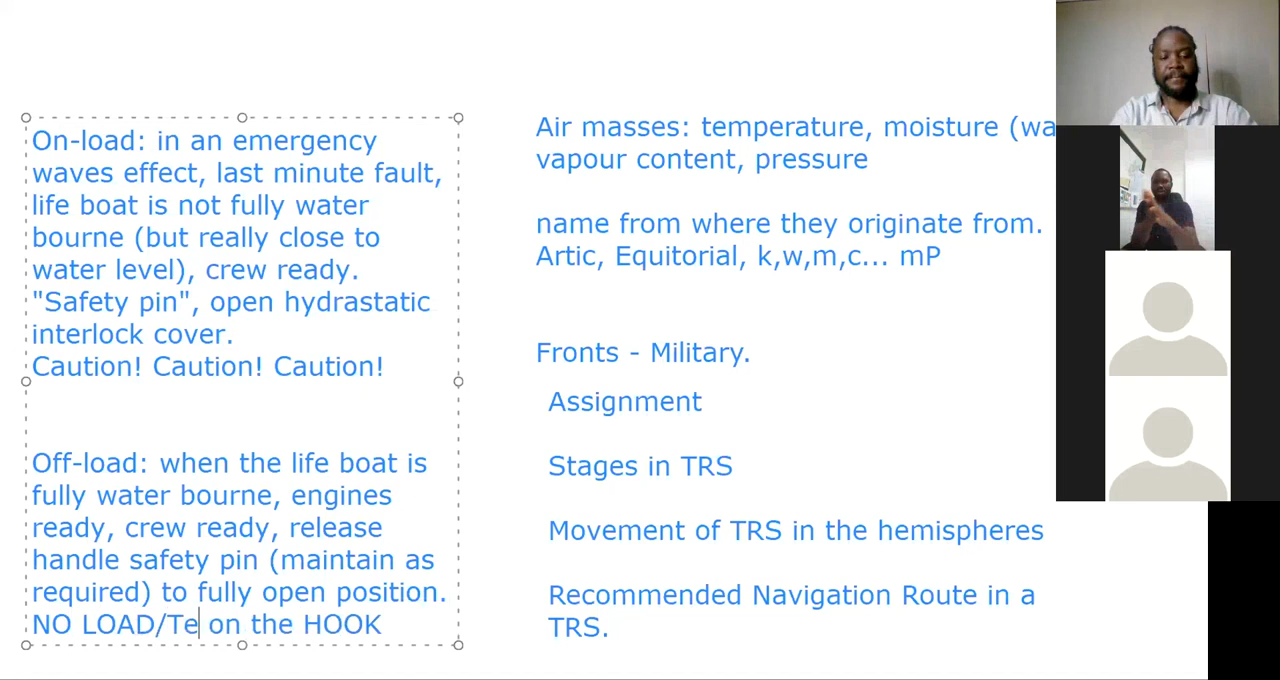 On-load: in an emergency
waves effect, last minute fault,
life boat is not fully water
bourne (but really close to
water level), crew ready.
"Safety pin", open hydrastatic
interlock cover.
Caution! Caution! Caution!
Off-load: when the life boat is
fully water bourne, engines
ready, crew ready, release
handle safety pin (maintain as
required) to fully open position.
NO LOAD/Te on the HOOK
Air masses: temperature, moisture (wa
vapour content, pressure
name from where they originate from.
Artic, Equitorial, k,w,m,c... mP
Fronts - Military.
Assignment
Stages in TRS
Movement of TRS in the hemispheres
Recommended Navigation Route in a
TRS.